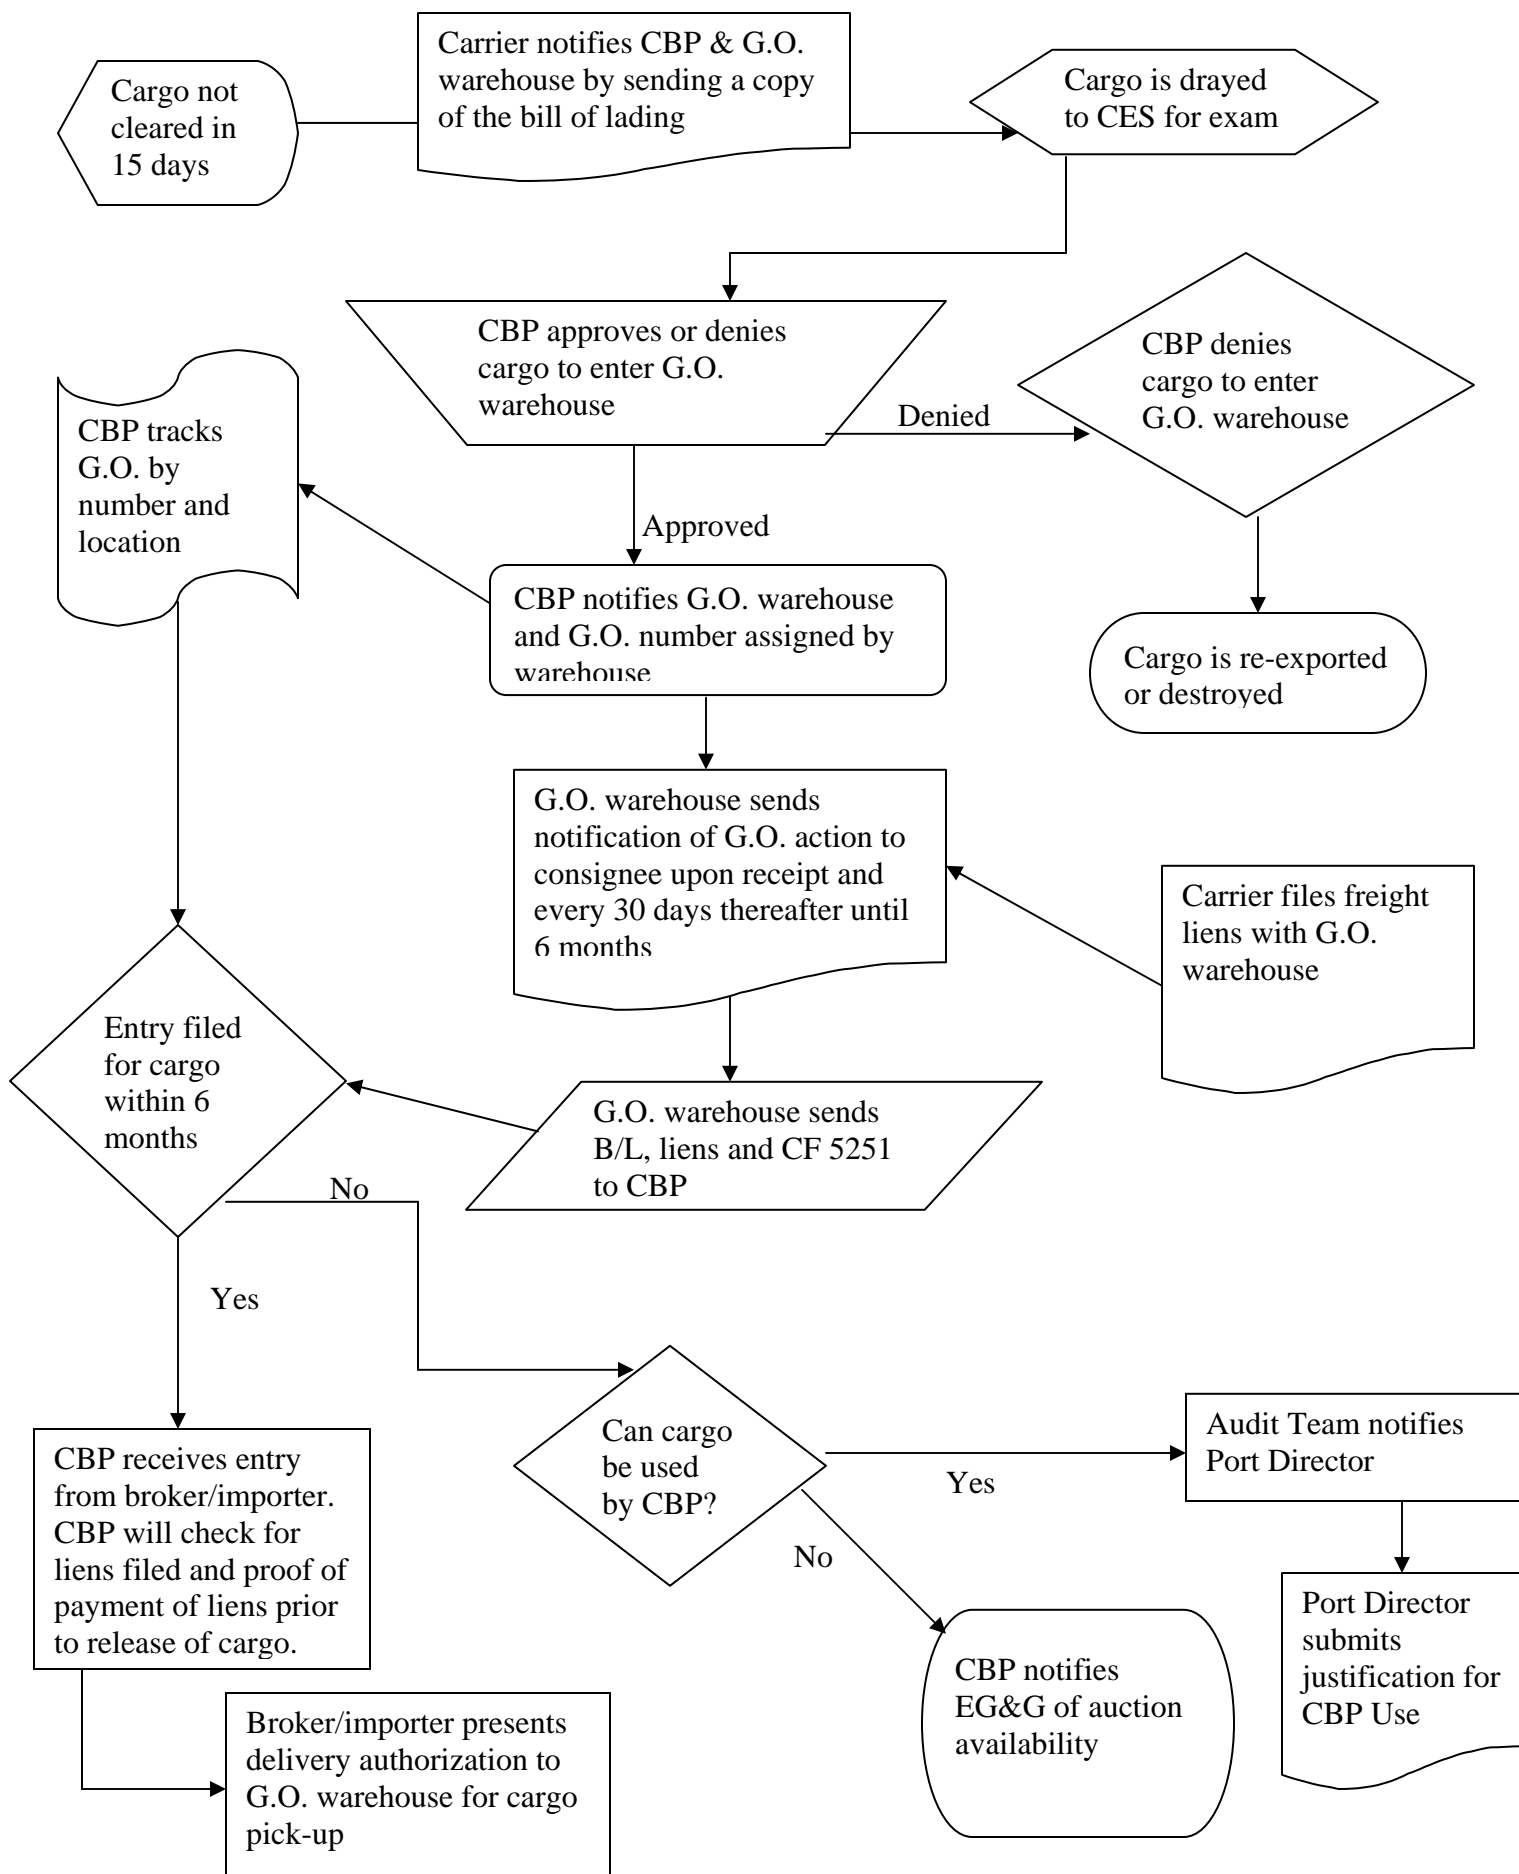 Cargo not
cleared in
15 days
Carrier notifies CBP & G.O.
warehouse by sending a copy
of the bill of lading
Cargo is drayed
to CES for exam
CBP approves or denies
cargo to enter G.O.
warehouse
Denied
CBP denies
cargo to enter
G.O. warehouse
CBP tracks
G.O. by
number and
location
Approved
CBP notifies G.O. warehouse
and G.O. number assigned by
warehouse
Cargo is re-exported
or destroyed
G.O. warehouse sends
notification of G.O. action to
consignee upon receipt and
every 30 days thereafter until
6 months
Carrier files freight
liens with G.O.
warehouse
Entry filed
for cargo
within 6
months
G.O. warehouse sends
B/L, liens and CF 5251
to CBP
No
Yes
Can cargo
be used
by CBP?
Yes
No
Audit Team notifies
Port Director
CBP receives entry
from broker/importer.
CBP will check for
liens filed and proof of
payment of liens prior
to release of cargo.
Port Director
submits
justification for
CBP Use
CBP notifies
EG&G of auction
availability
Broker/importer presents
delivery authorization to
G.O. warehouse for cargo
pick-up